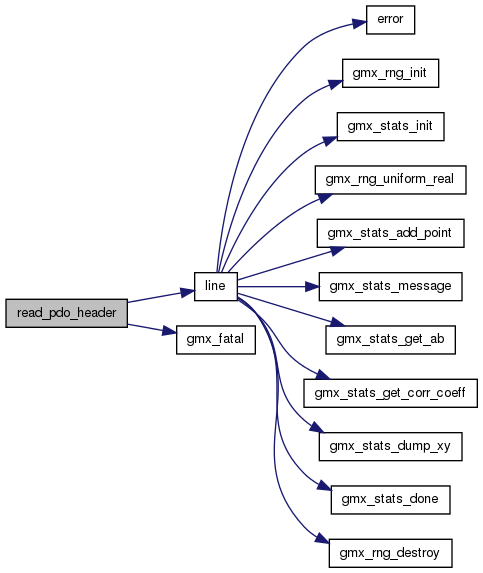 error
gmx_rng_init
gmx_stats_init
gmx_rng_uniform_real
gmx_stats_add_point
line
gmx_stats_message
read_pdo_header
gmx_fatal
gmx_stats_get_ab
gmx_stats_get_corr_coeff
gmx_stats_dump_xy
gmx_stats_done
gmx_rng_destroy